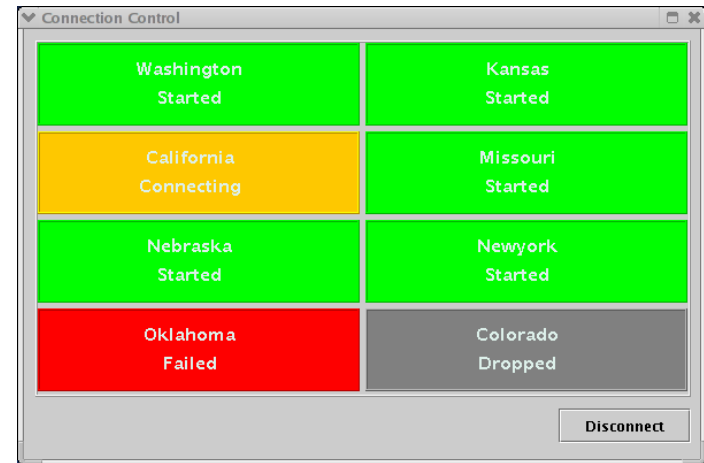 Connection Control
Washington
Started
Kansas
Started
California
Connecting
Missouri
Started
Nebraska
Started
Newyork
Started
Oklahoma
Failed
Colorado
Dropped
Disconnect